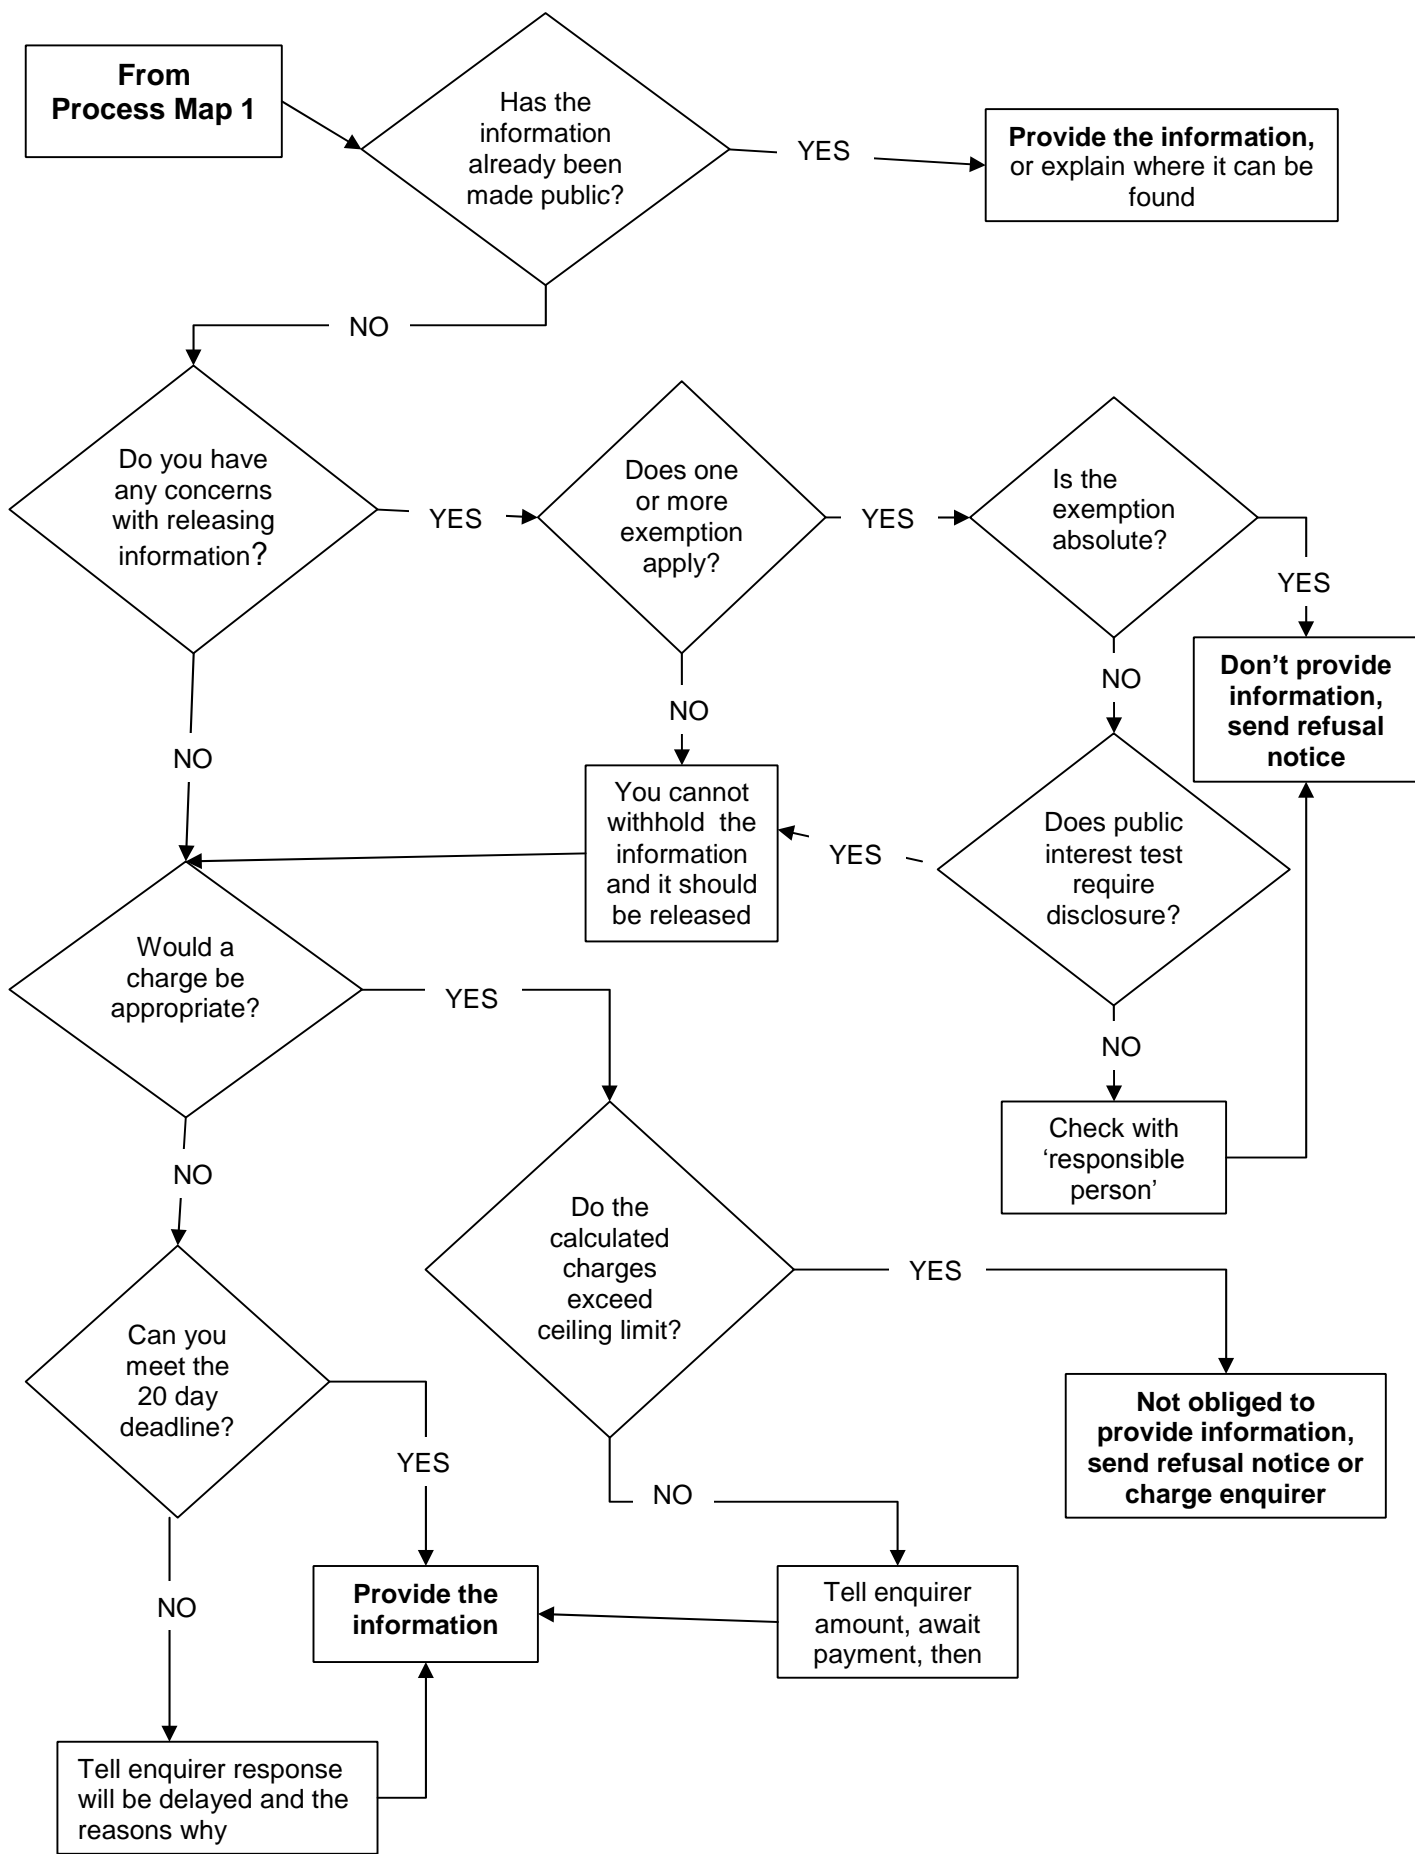 From
Process Map 1
Has the
information
already been
made public?
YES
Provide the information,
or explain where it can be
found
NO
Do you have
any concerns
with releasing
information?
YES
Does one
or more
exemption
apply?
YES
Is the
exemption
absolute?
YES
Don’t provide
information,
send refusal
notice
NO
NO
NO
You cannot
withhold the
information
and it should
be released
YES
Does public
interest test
require
disclosure?
Would a
charge be
appropriate?
YES
NO
Check with
‘responsible
person’
NO
Do the
calculated
charges
exceed
ceiling limit?
YES
Can you
meet the
20 day
deadline?
YES
NO
Not obliged to
provide information,
send refusal notice or
charge enquirer
NO
Provide the
information
Tell enquirer
amount, await
payment, then
Tell enquirer response
will be delayed and the
reasons why